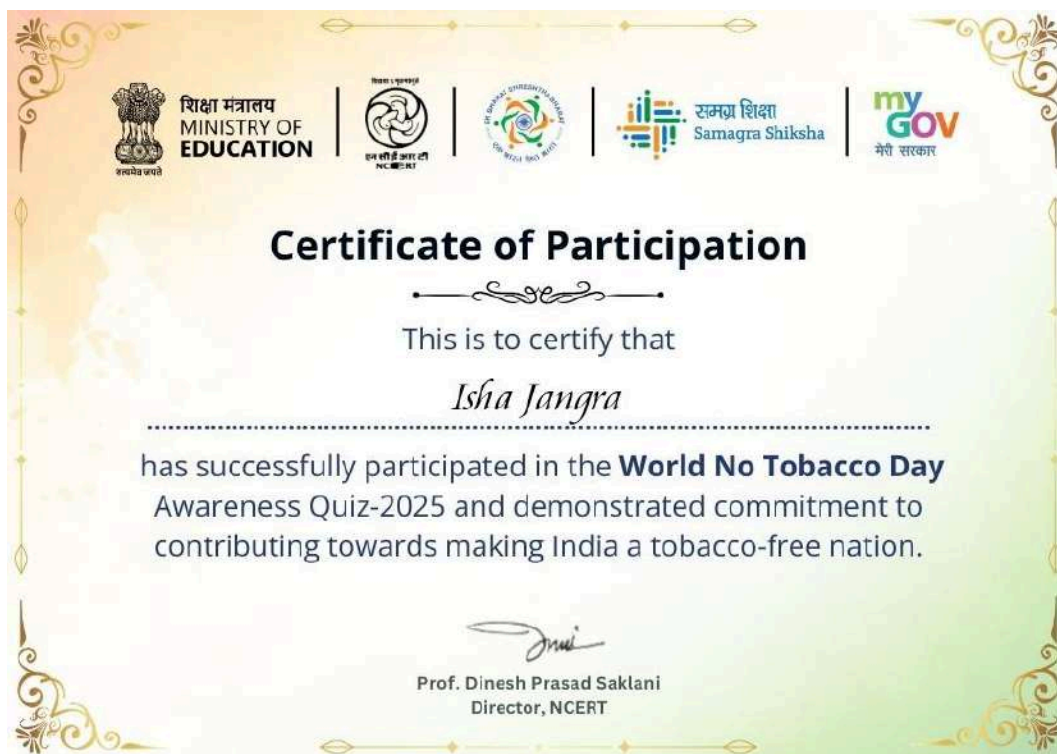 शिक्षा मंत्रालय
MINISTRY OF
EDUCATION
सत्यमेव जयते
एन सी ई आर टी
NCERT
समग्र शिक्षा
Samagra Shiksha
my
GOV
मेरी सरकार
Certificate of Participation
This is to certify that
Isha Jangra
has successfully participated in the World No Tobacco Day
Awareness Quiz-2025 and demonstrated commitment to
contributing towards making India a tobacco-free nation.
Prof. Dinesh Prasad Saklani
Director, NCERT